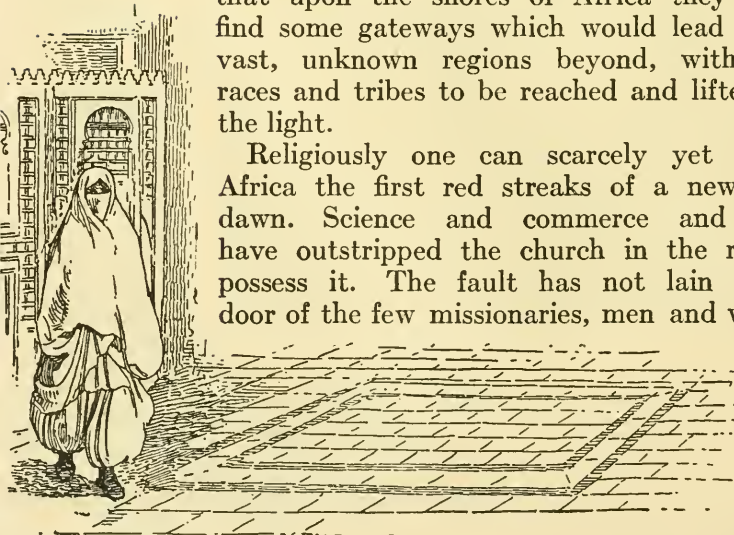 that upon the shores of Africa they
find some gateways which would lead
vast, unknown regions beyond, with
races and tribes to be reached and lifte
the light.
Religiously one can scarcely yet
Africa the first red streaks of a new
dawn. Science and commerce and
have outstripped the church in the r
possess it. The fault has not lain
door of the few missionaries, men and w